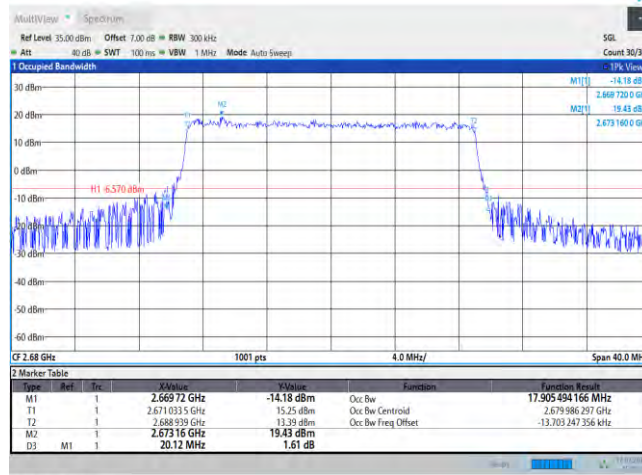 MultiView Spectrum
Ref Level 35.00 dBm Offset 7.00 dB RBW 300 kHz SGL
Att 40 dB SWT 100 ms VBW 1 MHz Mode Auto Sweep Count 30/3
1 Occupied Bandwidth 1Pk View
M1[1] -14.18 dB
2.669 720 0 G
M2[1] 19.43 dB
2.673 160 0 G
30 dBm
20 dBm
10 dBm
0 dBm
-10 dBm
-20 dBm
-30 dBm
-40 dBm
-50 dBm
-60 dBm
T1
M2
T2
H1 -6.570 dBm
CF 2.68 GHz 1001 pts 4.0 MHz/ Span 40.0 MH
2 Marker Table
Type Ref Trc X-Value Y-Value Function Function Result
M1 1 2.669 72 GHz -14.18 dBm Occ Bw 17.905 494 166 MHz
T1 1 2.671 033 5 GHz 15.25 dBm Occ Bw Centroid 2.679 986 297 GHz
T2 1 2.688 939 GHz 13.39 dBm Occ Bw Freq Offset -13.703 247 356 kHz
M2 1 2.673 16 GHz 19.43 dBm
D3 M1 1 20.12 MHz 1.61 dB